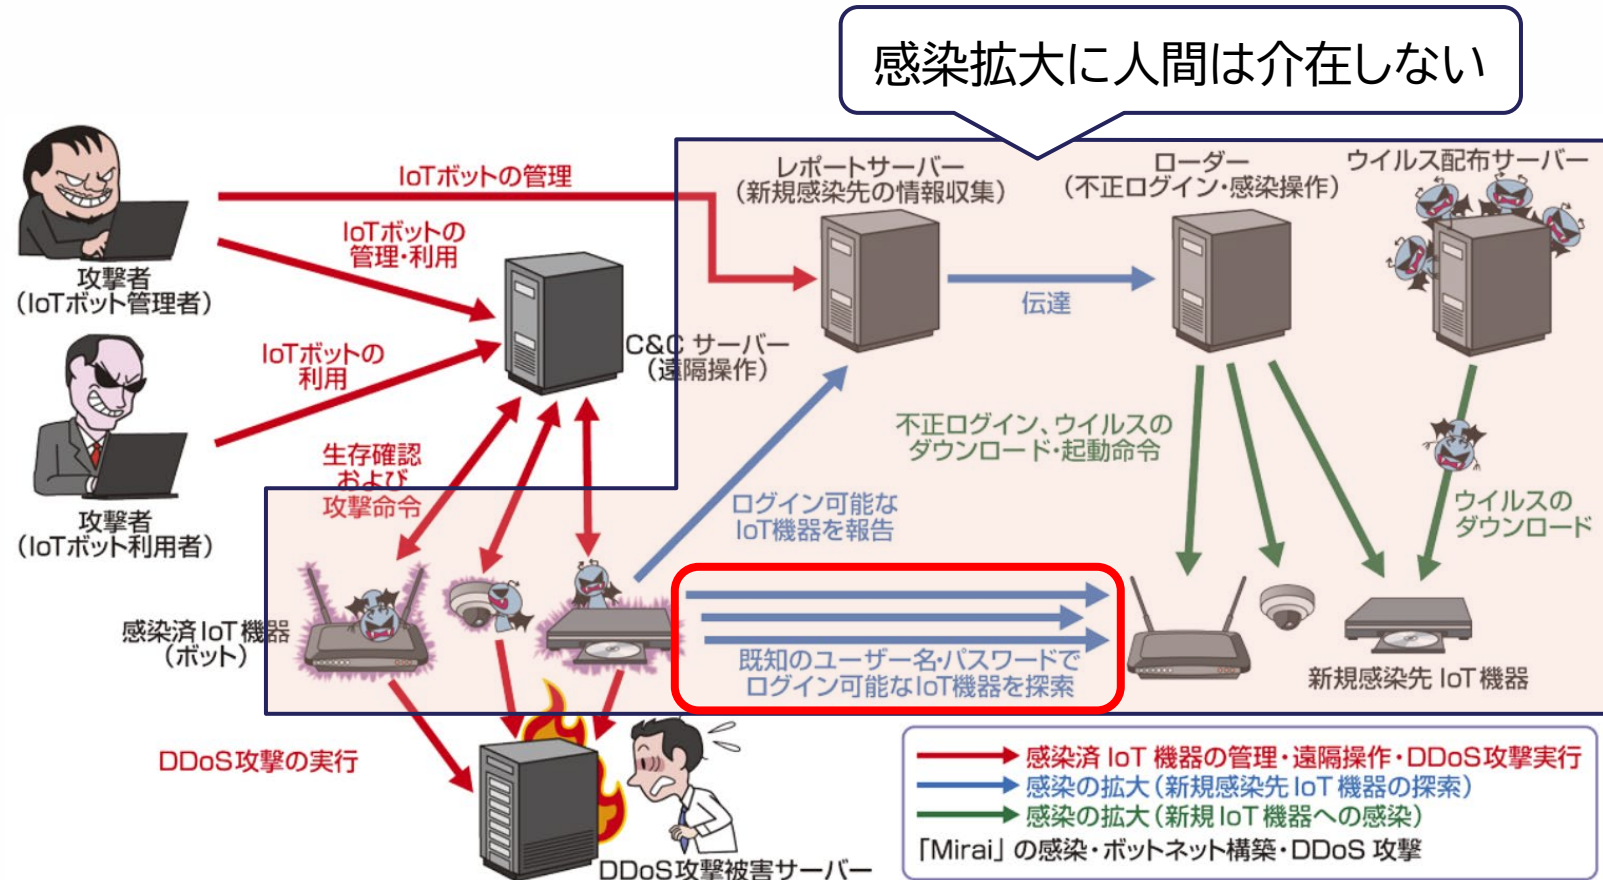 感染拡大に人間は介在しない
IoTボットの管理
レポートサーバー
(新規感染先の情報収集)
ローダー
(不正ログイン・感染操作)
ウイルス配布サーバー
IoTボットの
管理・利用
攻撃者
(IoTボット管理者)
伝達
C&C サーバー
(遠隔操作)
IoTボットの
利用
不正ログイン、ウイルスの
ダウンロード・起動命令
生存確認
および
攻撃命令
ログイン可能な
IoT機器を報告
ウイルスの
ダウンロード
攻撃者
(IoTボット利用者)
感染済 IoT 機器
(ボット)
既知のユーザー名・パスワードで
ログイン可能なIoT機器を探索
新規感染先 IoT 機器
DDoS攻撃の実行
DDoS攻撃被害サーバー
感染済 IoT 機器の管理・遠隔操作・DDoS攻撃実行
感染の拡大(新規感染先 IoT 機器の探索)
感染の拡大(新規 IoT 機器への感染)
「Mirai」の感染・ボットネット構築・DDoS 攻撃